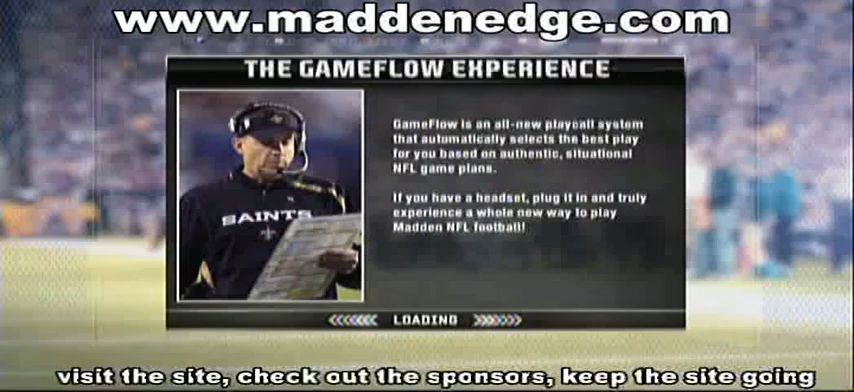 www.maddenedge.com
THE GAMEFLOW EXPERIENCE
GameFlow is an all-new playcall system
that automatically selects the best play
for you based on authentic, situational
NFL game plans.
If you have a headset, plug it in and truly
experience a whole new way to play
Madden NFL football!
SAINTS
LOADING
visit the site, check out the sponsors, keep the site going